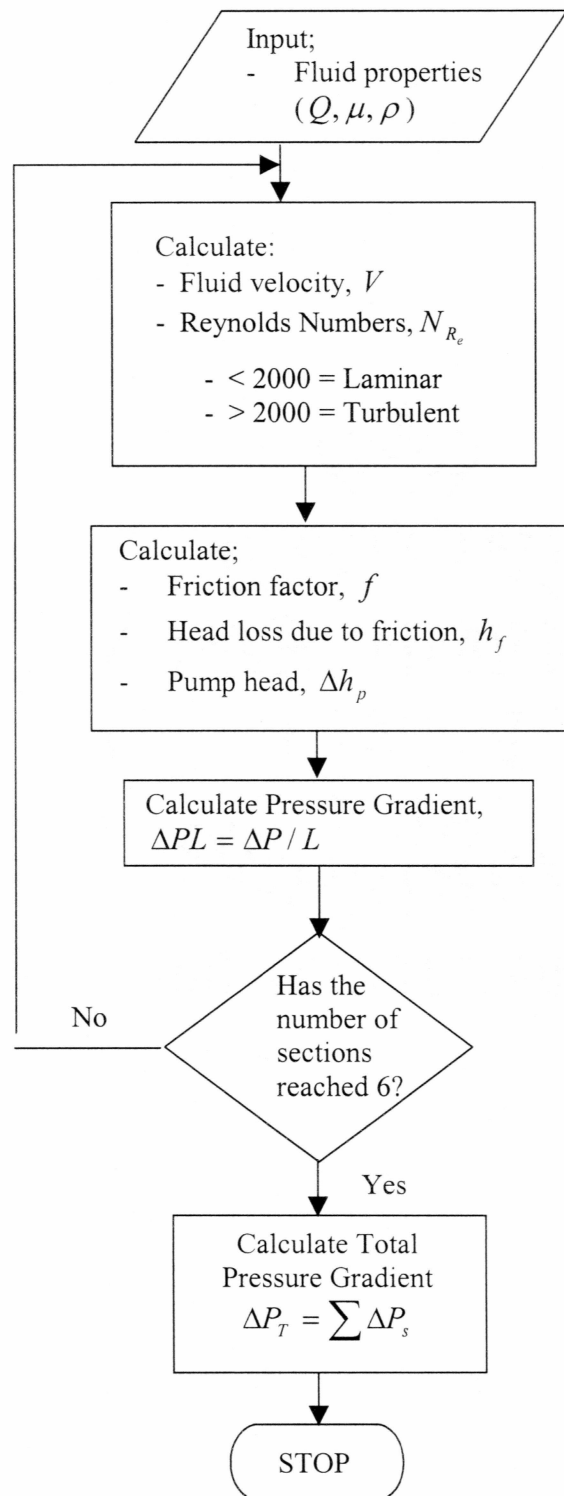 Input;
- Fluid properties
(Q, μ, ρ)
Calculate:
- Fluid velocity, V
- Reynolds Numbers, N_{R_e}
- < 2000 = Laminar
- > 2000 = Turbulent
Calculate;
- Friction factor, f
- Head loss due to friction, h_f
- Pump head, Δh_p
Calculate Pressure Gradient,
ΔPL = ΔP / L
Has the
number of
sections
reached 6?
No
Yes
Calculate Total
Pressure Gradient
ΔP_T = ∑ ΔP_s
STOP